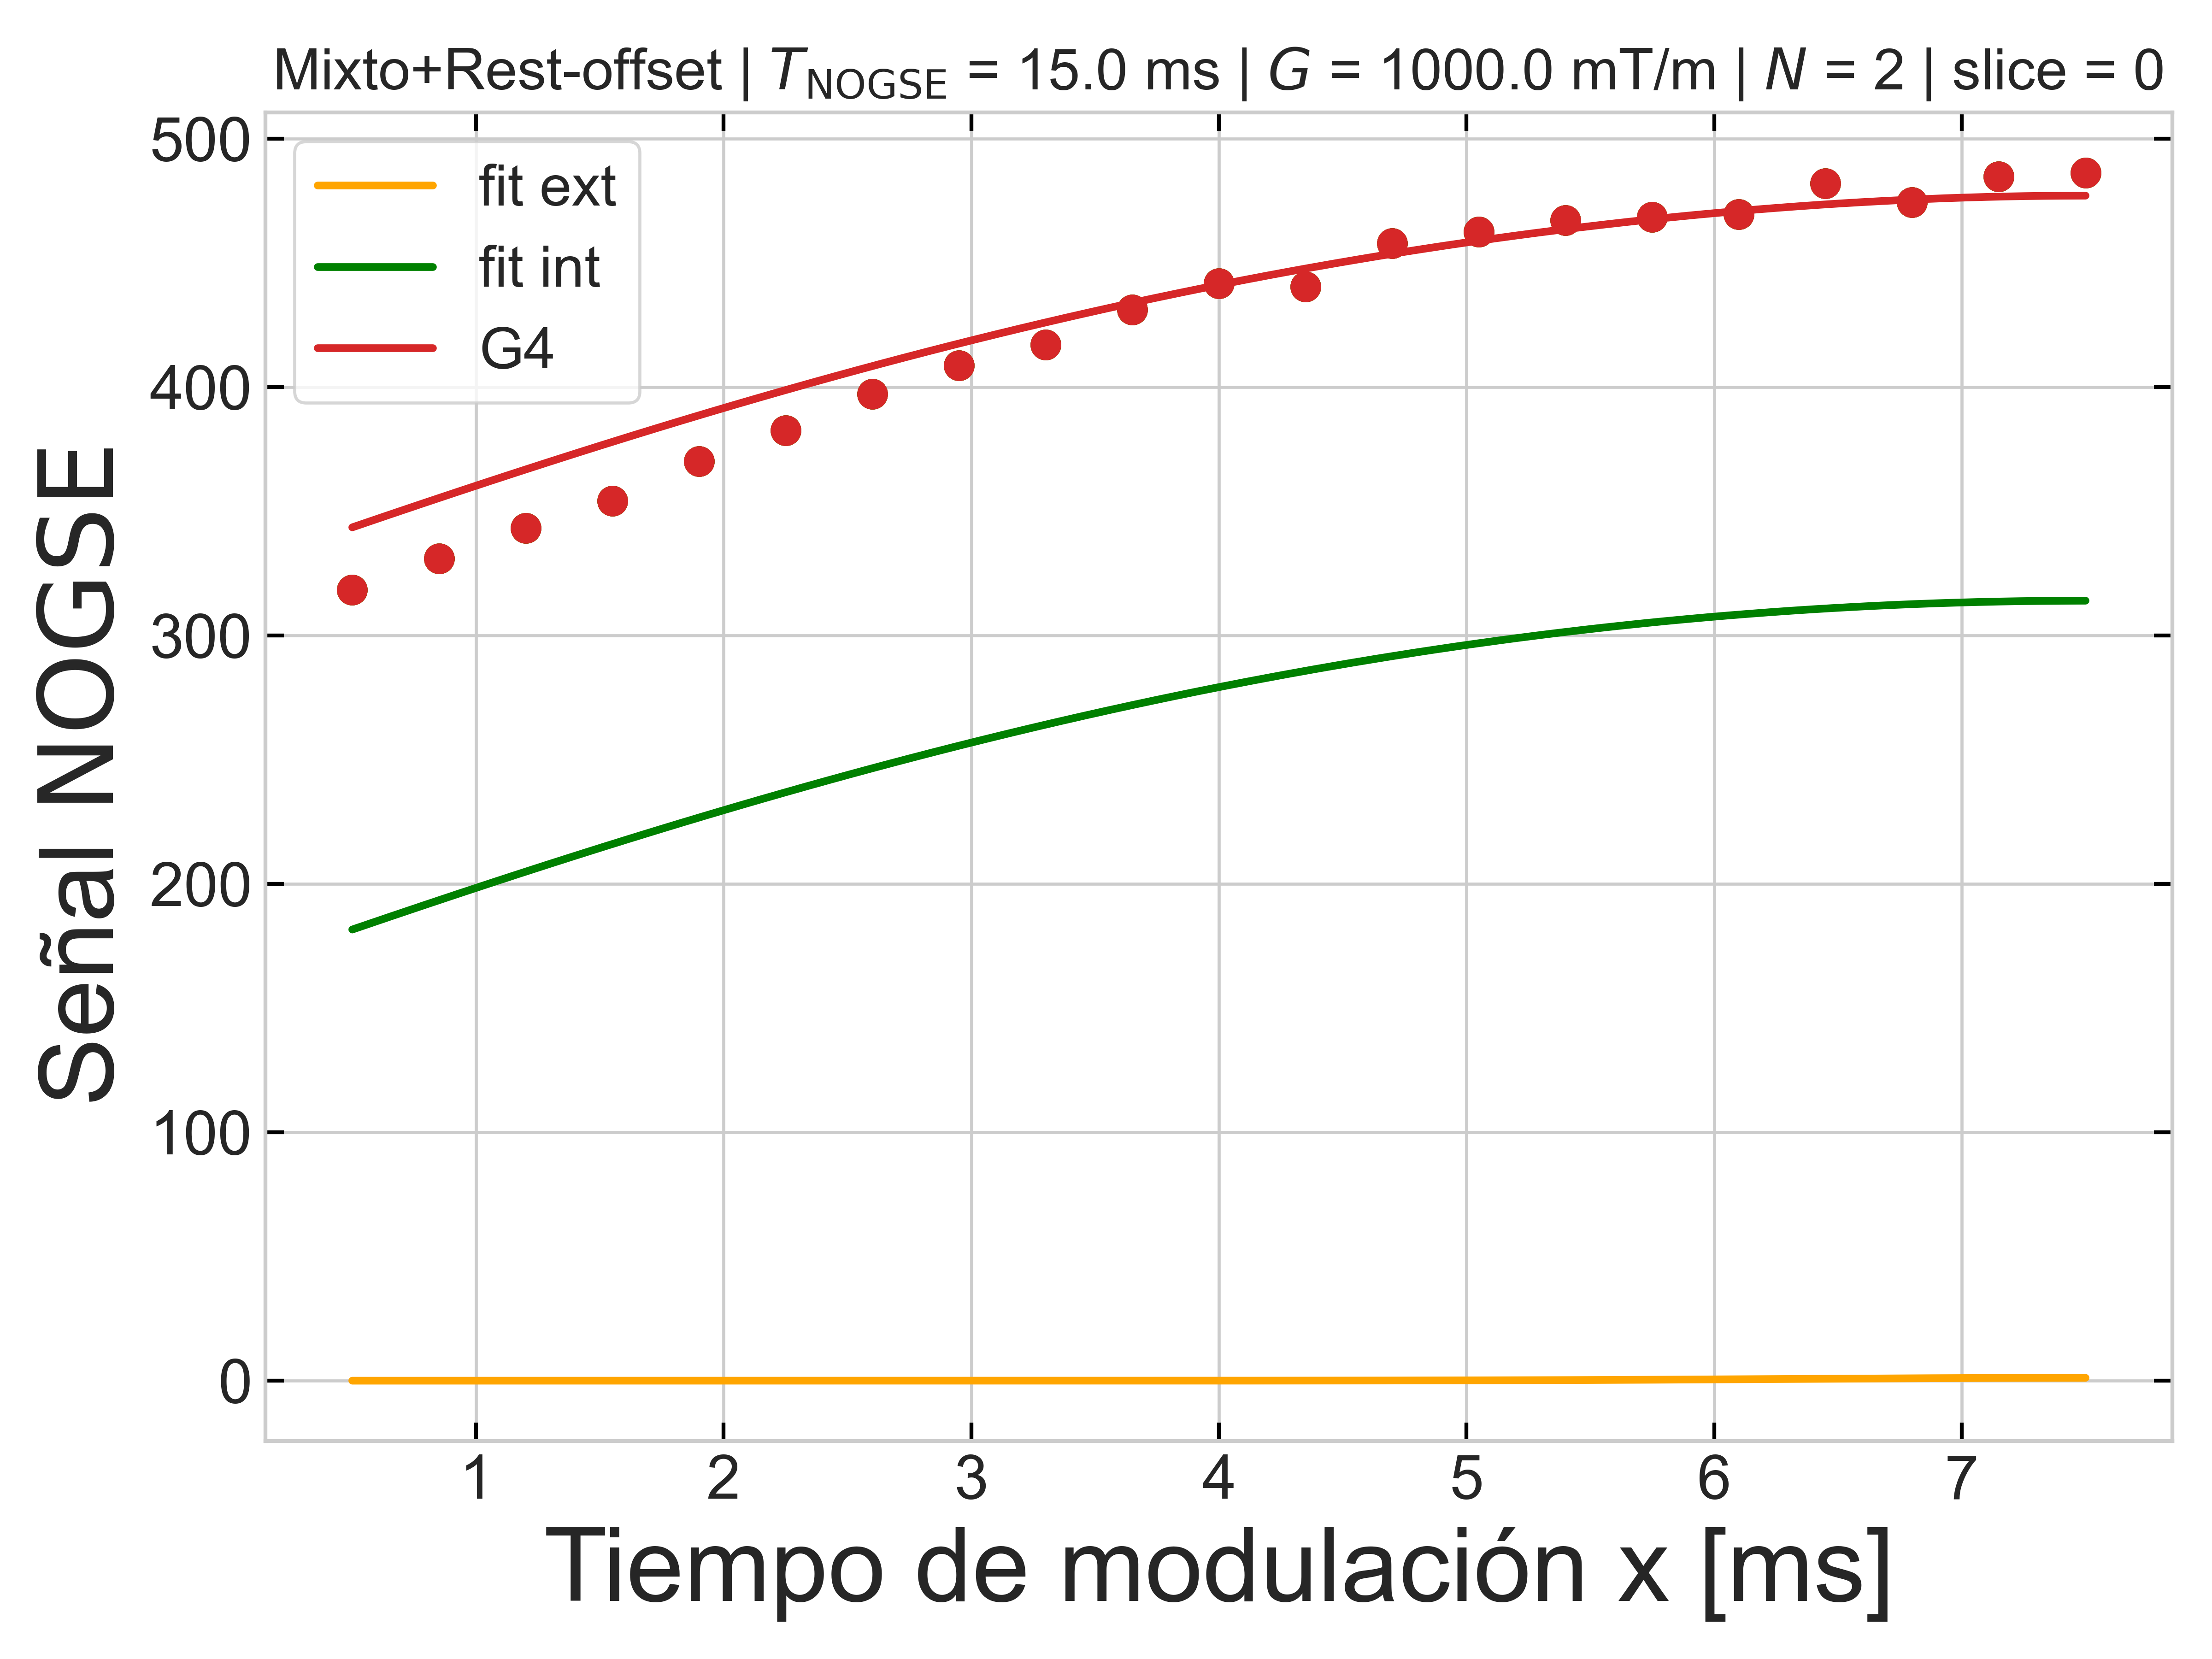 Mixto+Rest-offset | T_NOGSE = 15.0 ms | G = 1000.0 mT/m | N = 2 | slice = 0
500
400
300
200
100
0
fit ext
fit int
G4
Señal NOGSE
1 2 3 4 5 6 7
Tiempo de modulación x [ms]